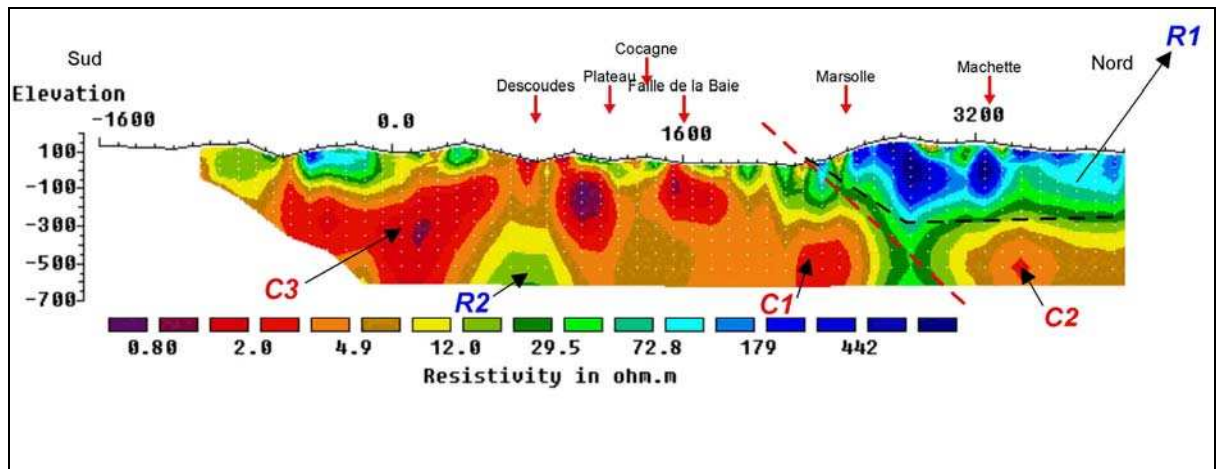 R1
Cocagne
Sud
Nord
Plateau
Machette
Descoudes
Faille de la Baie
Marsolle
Elevation
-1600
0.0
1600
3200
100
-100
-300
-500
-700
C3
R2
C1
C2
0.80 2.0 4.9 12.0 29.5 72.8 179 442
Resistivity in ohm.m